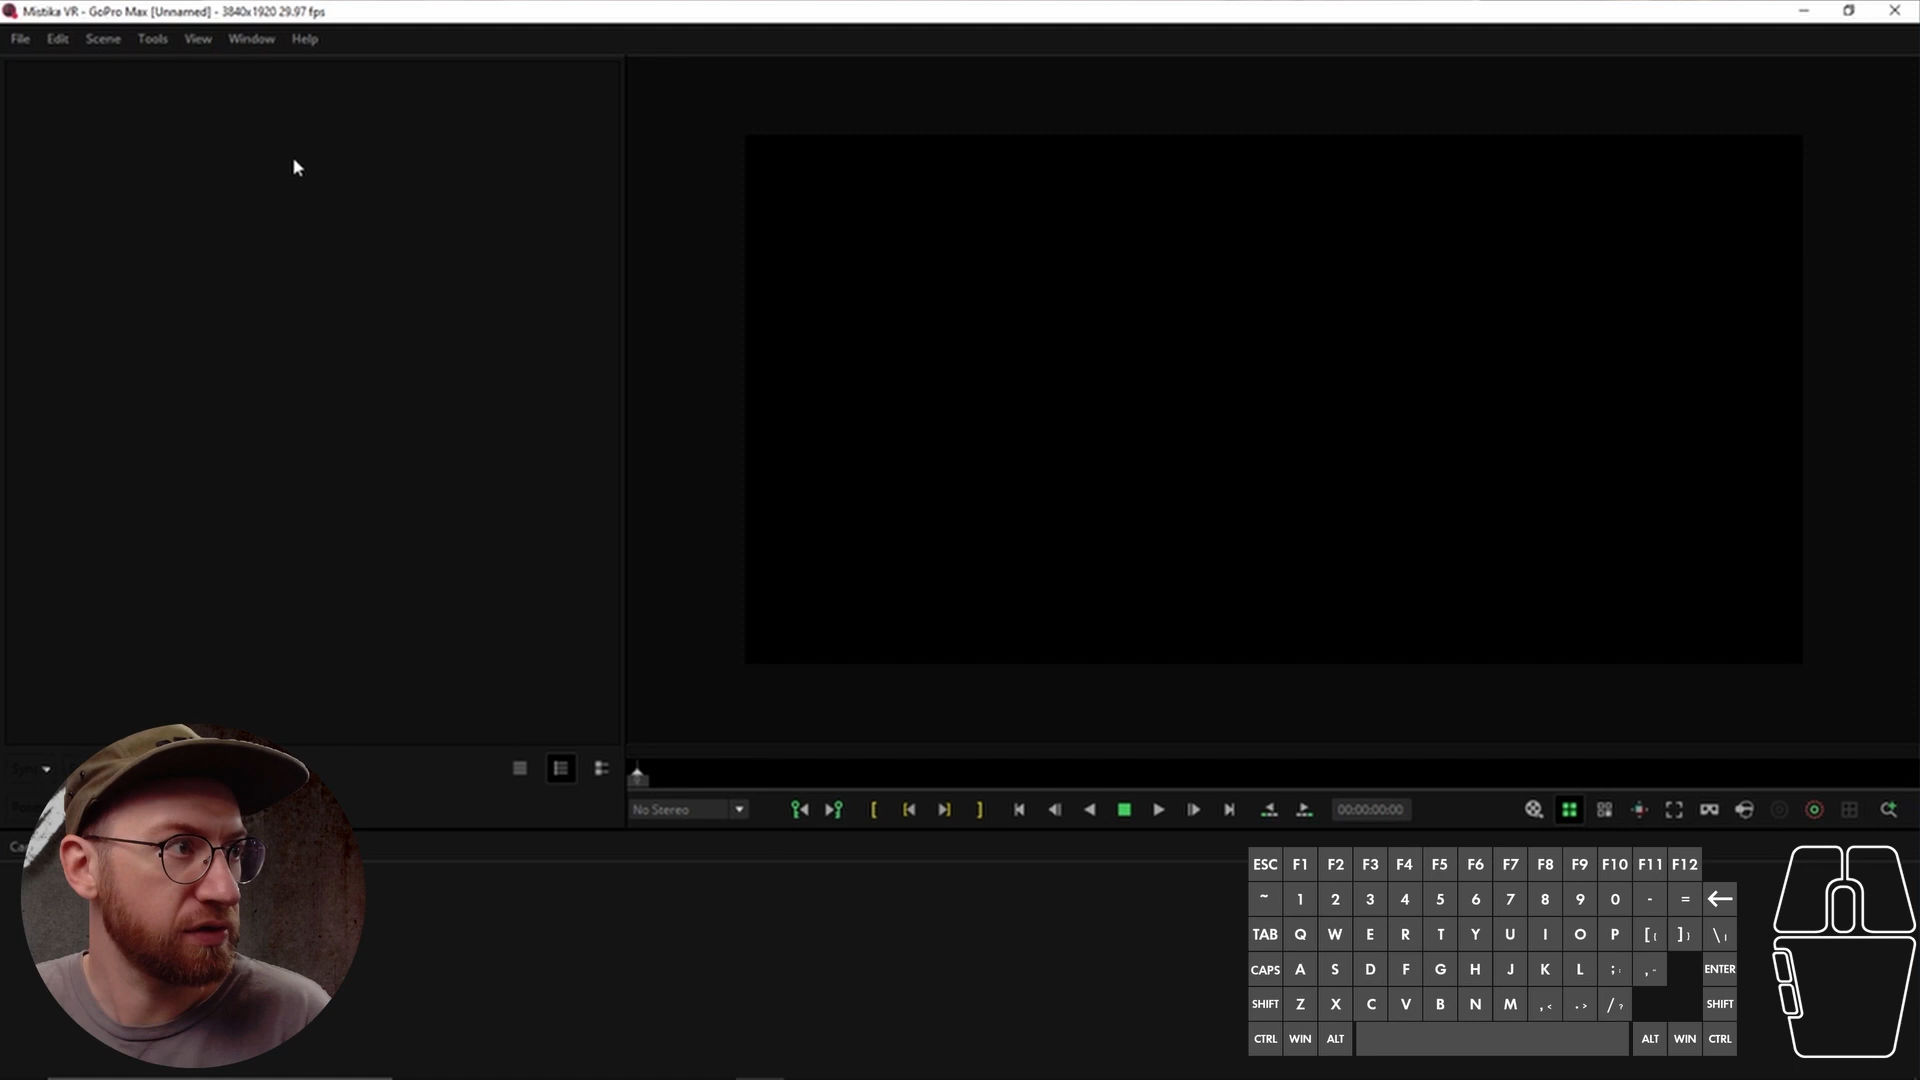 Mistika VR - GoPro Max [Unnamed] - 3840x1920 29.97 fps
File Edit Scene Tools View Window Help
No Stereo
00:00:00:00
ESC F1 F2 F3 F4 F5 F6 F7 F8 F9 F10 F11 F12
~ 1 2 3 4 5 6 7 8 9 0 - =
TAB Q W E R T Y U I O P [{ ]} \|
CAPS A S D F G H J K L ;: ENTER
SHIFT Z X C V B N M ,< .> /? SHIFT
CTRL WIN ALT ALT WIN CTRL